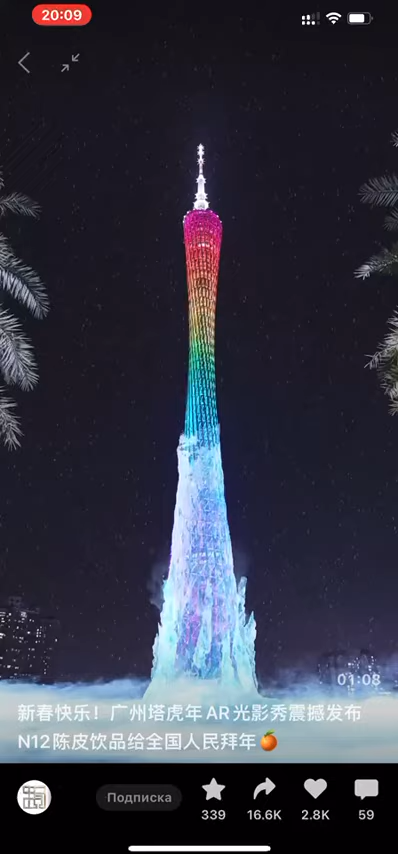 20:09
01:08
新春快乐！广州塔虎年AR光影秀震撼发布
N12陈皮饮品给全国人民拜年🍊
Подписка
339
16.6K
2.8K
59